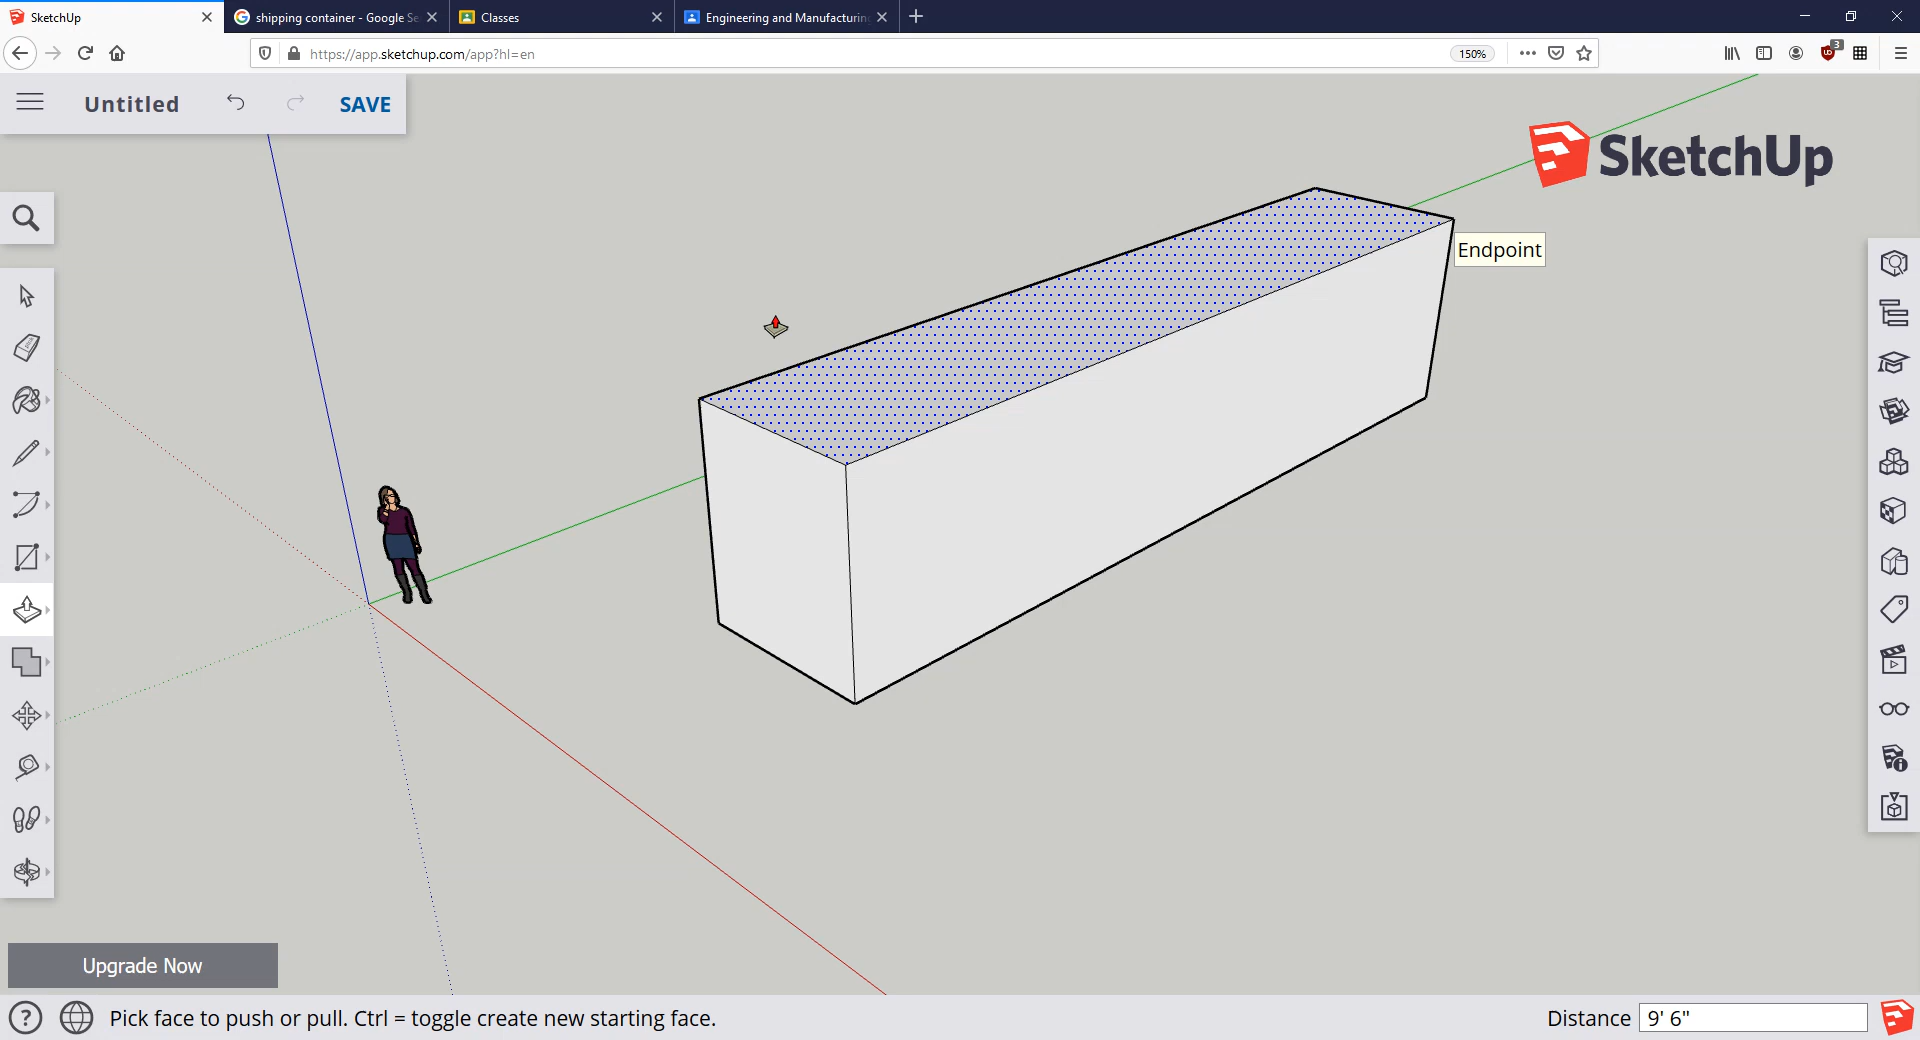 SketchUp
shipping container - Google Se
Classes
Engineering and Manufacturin
https://app.sketchup.com/app?hl=en
150%
3
Untitled
SAVE
SketchUp
Endpoint
Upgrade Now
Pick face to push or pull. Ctrl = toggle create new starting face.
Distance
9' 6"